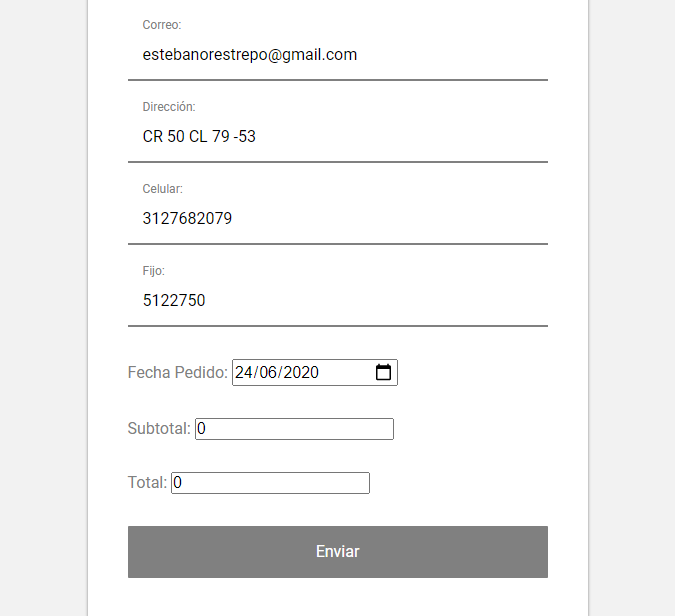 Correo:
estebanorestrepo@gmail.com
Dirección:
CR 50 CL 79 -53
Celular:
3127682079
Fijo:
5122750
Fecha Pedido: 24/06/2020
Subtotal: 0
Total: 0
Enviar